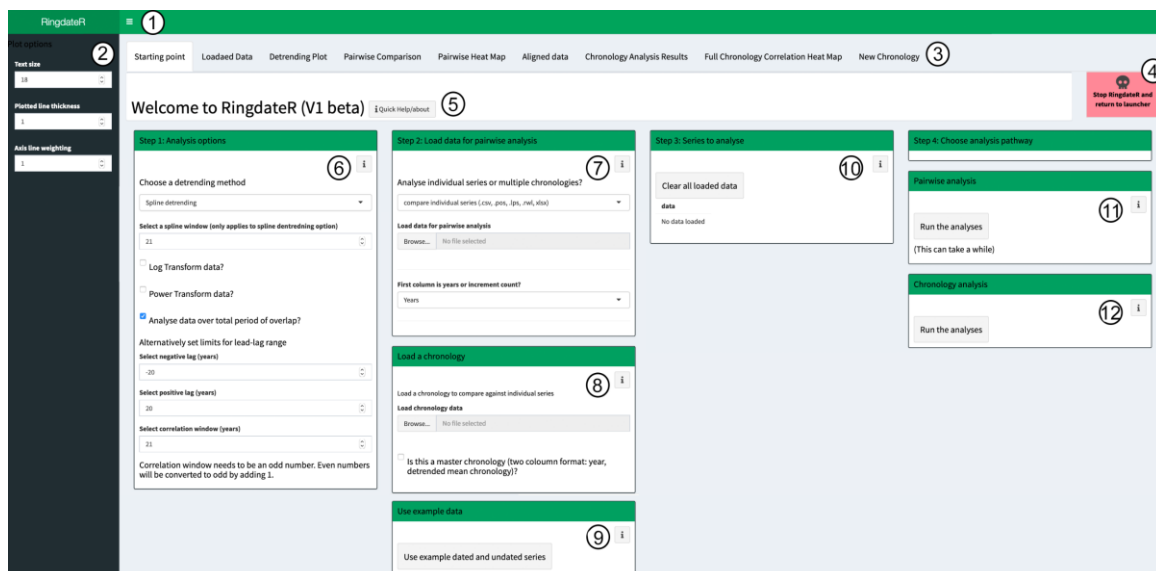 RingdateR
①
Plot options
②
Text size
18
Plotted line thickness
1
Axis line weighting
1
Starting point Loadaed Data Detrending Plot Pairwise Comparison Pairwise Heat Map Aligned data Chronology Analysis Results Full Chronology Correlation Heat Map New Chronology ③
④
Stop RingdateR and
return to launcher
Welcome to RingdateR (V1 beta) i Quick Help/about ⑤
Step 1: Analysis options
⑥ i
Choose a detrending method
Spline detrending
Select a spline window (only applies to spline dentredning option)
21
Log Transform data?
Power Transform data?
Analyse data over total period of overlap?
Alternatively set limits for lead-lag range
Select negative lag (years)
-20
Select positive lag (years)
20
Select correlation window (years)
21
Correlation window needs to be an odd number. Even numbers
will be converted to odd by adding 1.
Step 2: Load data for pairwise analysis
⑦ i
Analyse individual series or multiple chronologies?
compare individual series (.csv, .pos, .lps, .rwl, xlsx)
Load data for pairwise analysis
Browse... No file selected
First column is years or increment count?
Years
Load a chronology
⑧ i
Load a chronology to compare against individual series
Load chronology data
Browse... No file selected
Is this a master chronology (two coloumn format: year,
detrended mean chronology)?
Use example data
⑨ i
Use example dated and undated series
Step 3: Series to analyse
⑩ i
Clear all loaded data
data
No data loaded
Step 4: Choose analysis pathway
Pairwise analysis
⑪ i
Run the analyses
(This can take a while)
Chronology analysis
⑫ i
Run the analyses